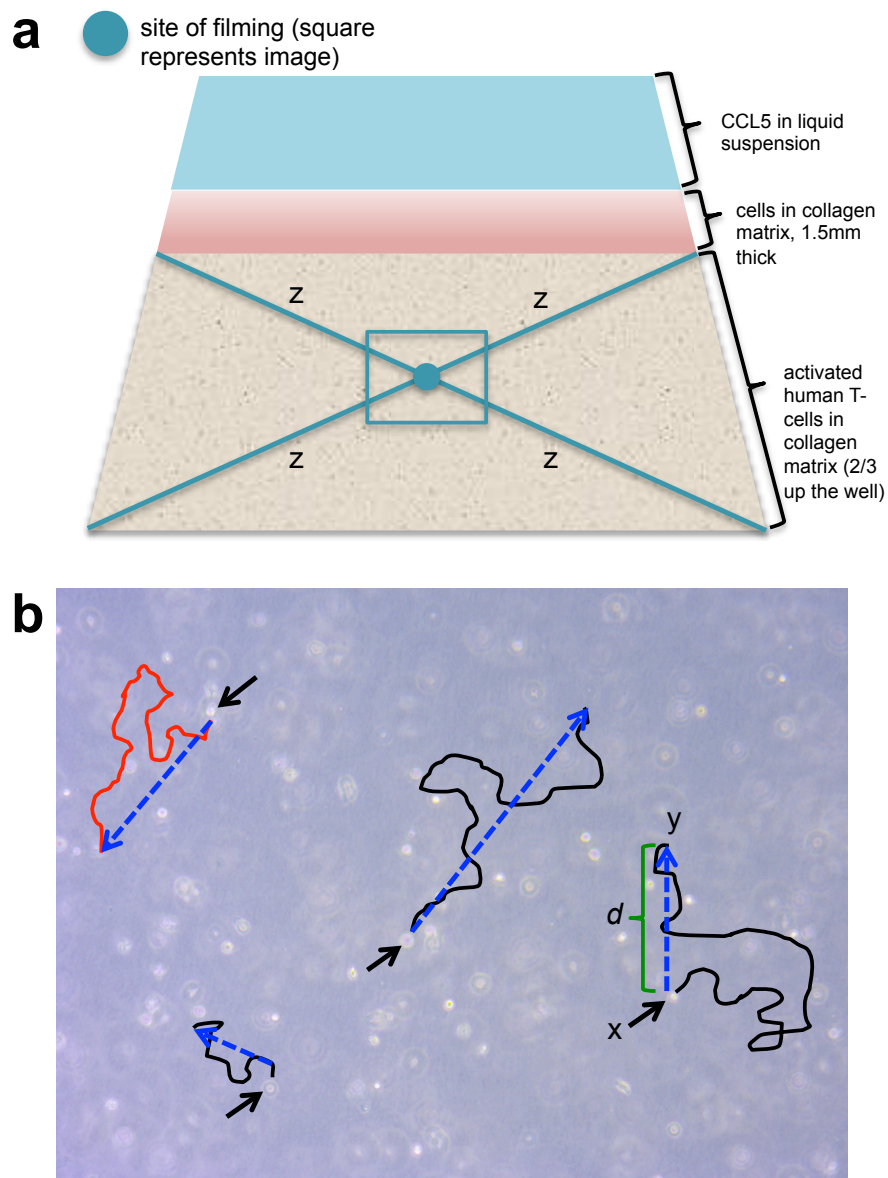 a
site of filming (square
represents image)
CCL5 in liquid
suspension
cells in collagen
matrix, 1.5mm
thick
z
z
z
z
activated
human T-
cells in
collagen
matrix (2/3
up the well)
b
y
d
x